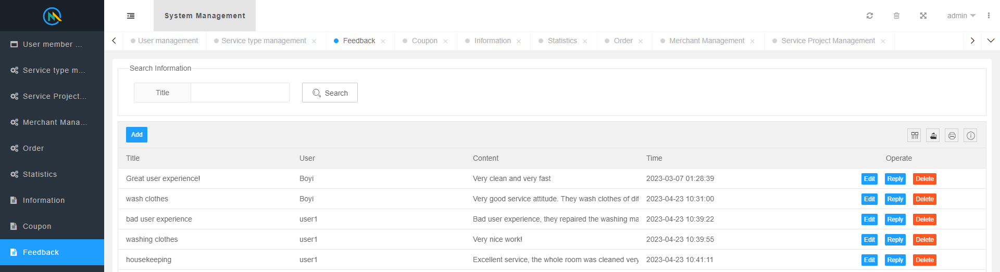 System Management
admin
User management
Service type management
Feedback
Coupon
Information
Statistics
Order
Merchant Management
Service Project Management
User member ...
Service type m...
Service Project...
Merchant Mana...
Order
Statistics
Information
Coupon
Feedback
Search Information
Title
Search
Add
Title User Content Time Operate
Great user experience! Boyi Very clean and very fast 2023-03-07 01:28:39 Edit Reply Delete
wash clothes Boyi Very good service attitude. They wash clothes of dif 2023-04-23 10:31:00 Edit Reply Delete
bad user experience user1 Bad user experience, they repaired the washing ma 2023-04-23 10:39:22 Edit Reply Delete
washing clothes user1 Very nice work! 2023-04-23 10:39:55 Edit Reply Delete
housekeeping user1 Excellent service, the whole room was cleaned very 2023-04-23 10:41:11 Edit Reply Delete